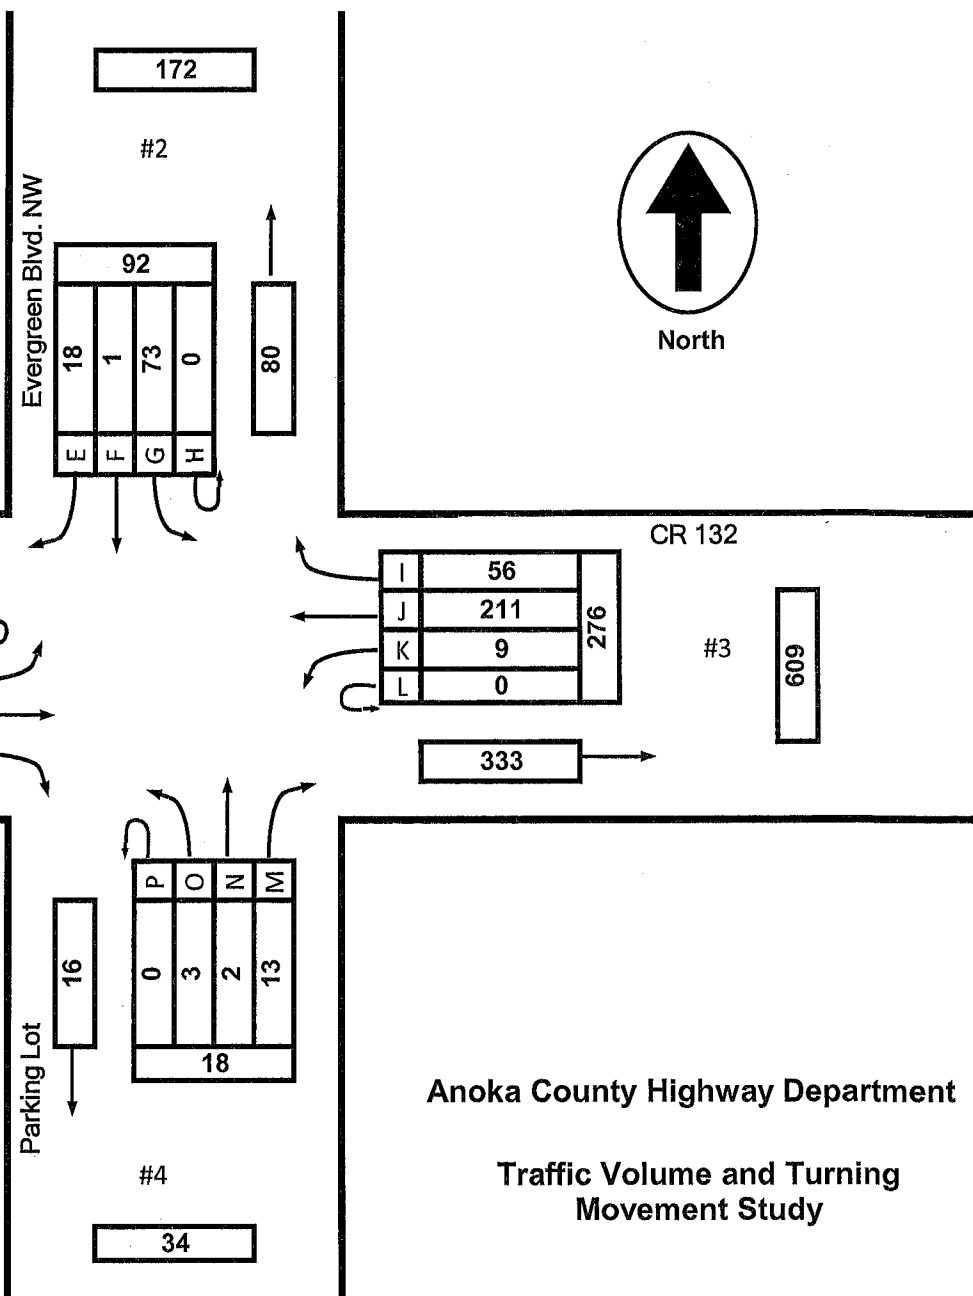 172
#2
Evergreen Blvd. NW
92
18
1
73
0
80
E
F
G
H
North
CR 132
I
56
J
211
K
9
L
0
276
#3
609
333
P
O
N
M
0
3
2
13
18
16
Parking Lot
#4
34
Anoka County Highway Department
Traffic Volume and Turning
Movement Study